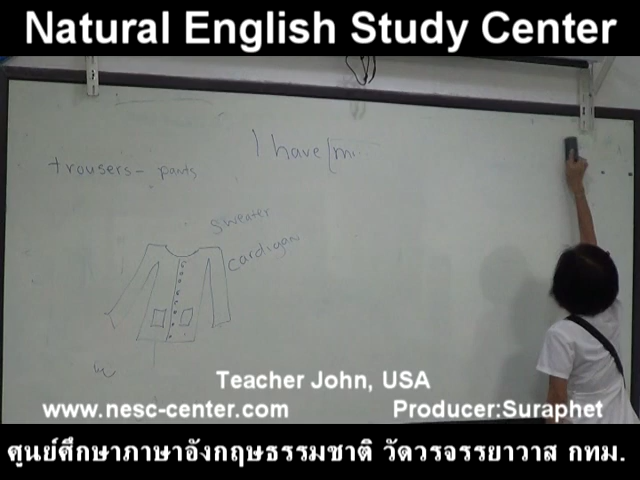 Natural English Study Center
I have [mi
trousers - pants
sweater
cardigan
Teacher John, USA
www.nesc-center.com Producer:Suraphet
ศูนย์ศึกษาภาษาอังกฤษธรรมชาติ วัดวรจรรยาวาส กทม.